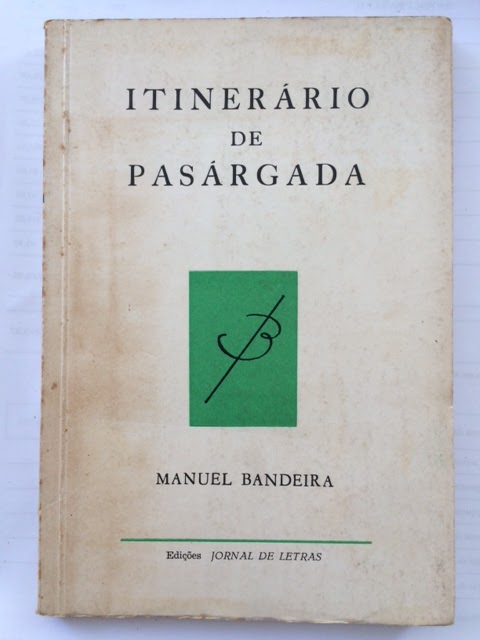 ITINERÁRIO
DE
PASÁRGADA
MANUEL BANDEIRA
Edições JORNAL DE LETRAS